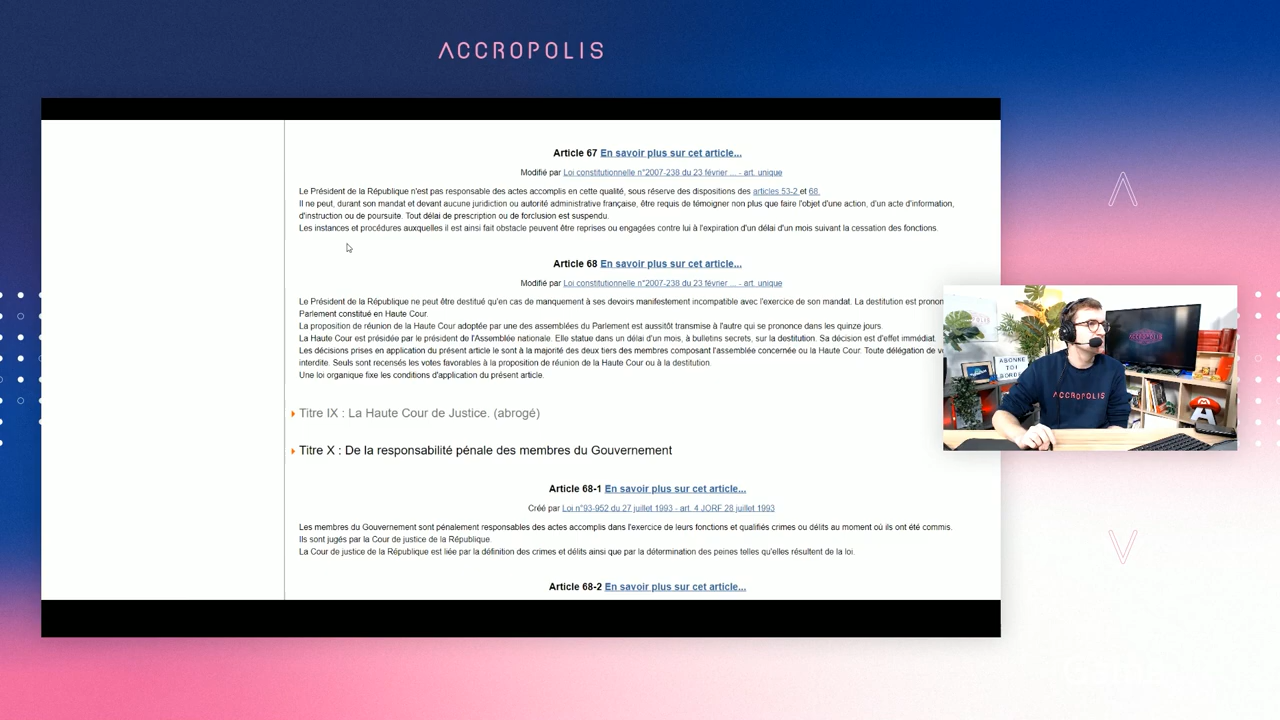 ACCROPOLIS
Article 67 En savoir plus sur cet article...
Modifié par Loi constitutionnelle n°2007-238 du 23 février ... - art. unique
Le Président de la République n'est pas responsable des actes accomplis en cette qualité, sous réserve des dispositions des articles 53-2 et 68.
Il ne peut, durant son mandat et devant aucune juridiction ou autorité administrative française, être requis de témoigner non plus que faire l'objet d'une action, d'un acte d'information,
d'instruction ou de poursuite. Tout délai de prescription ou de forclusion est suspendu.
Les instances et procédures auxquelles il est ainsi fait obstacle peuvent être reprises ou engagées contre lui à l'expiration d'un délai d'un mois suivant la cessation des fonctions.
Article 68 En savoir plus sur cet article...
Modifié par Loi constitutionnelle n°2007-238 du 23 février ... - art. unique
Le Président de la République ne peut être destitué qu'en cas de manquement à ses devoirs manifestement incompatible avec l'exercice de son mandat. La destitution est pronon
Parlement constitué en Haute Cour.
La proposition de réunion de la Haute Cour adoptée par une des assemblées du Parlement est aussitôt transmise à l'autre qui se prononce dans les quinze jours.
La Haute Cour est présidée par le président de l'Assemblée nationale. Elle statue dans un délai d'un mois, à bulletins secrets, sur la destitution. Sa décision est d'effet immédiat.
Les décisions prises en application du présent article le sont à la majorité des deux tiers des membres composant l'assemblée concernée ou la Haute Cour. Toute délégation de v
interdite. Seuls sont recensés les votes favorables à la proposition de réunion de la Haute Cour ou à la destitution.
Une loi organique fixe les conditions d'application du présent article.
ABONNE
TOI
BORDE
ACCROPOLIS
Titre IX : La Haute Cour de Justice. (abrogé)
Titre X : De la responsabilité pénale des membres du Gouvernement
Article 68-1 En savoir plus sur cet article...
Créé par Loi n°93-952 du 27 juillet 1993 - art. 4 JORF 28 juillet 1993
Les membres du Gouvernement sont pénalement responsables des actes accomplis dans l'exercice de leurs fonctions et qualifiés crimes ou délits au moment où ils ont été commis.
Ils sont jugés par la Cour de justice de la République.
La Cour de justice de la République est liée par la définition des crimes et délits ainsi que par la détermination des peines telles qu'elles résultent de la loi.
Article 68-2 En savoir plus sur cet article...